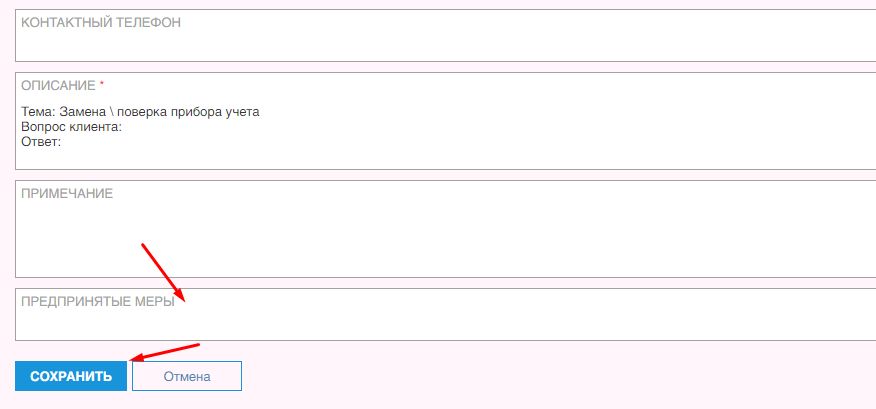 КОНТАКТНЫЙ ТЕЛЕФОН
ОПИСАНИЕ *
Тема: Замена \ поверка прибора учета
Вопрос клиента:
Ответ:
ПРИМЕЧАНИЕ
ПРЕДПРИНЯТЫЕ МЕРЫ
СОХРАНИТЬ Отмена